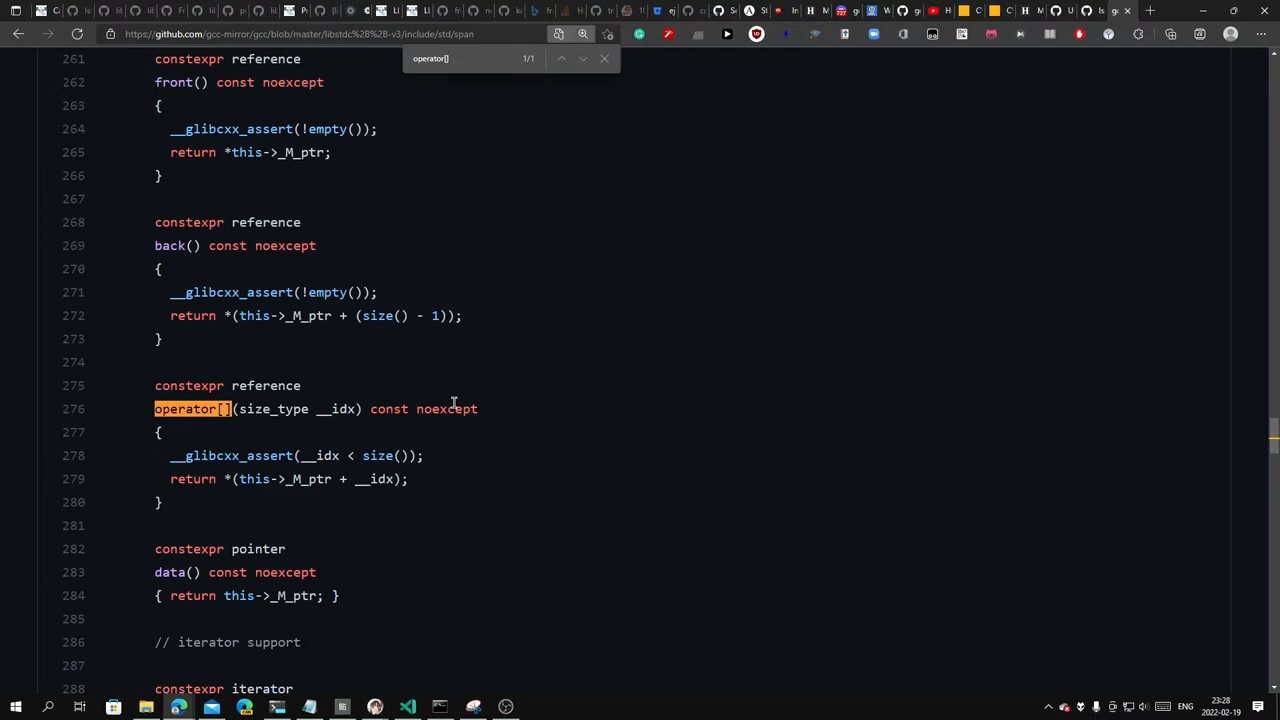 https://github.com/gcc-mirror/gcc/blob/master/libstdc%2B%2B-v3/include/std/span
operator[]
1/1
261 constexpr reference
262 front() const noexcept
263 {
264 __glibcxx_assert(!empty());
265 return *this->_M_ptr;
266 }
267
268 constexpr reference
269 back() const noexcept
270 {
271 __glibcxx_assert(!empty());
272 return *(this->_M_ptr + (size() - 1));
273 }
274
275 constexpr reference
276 operator[](size_type __idx) const noexcept
277 {
278 __glibcxx_assert(__idx < size());
279 return *(this->_M_ptr + __idx);
280 }
281
282 constexpr pointer
283 data() const noexcept
284 { return this->_M_ptr; }
285
286 // iterator support
287
288 constexpr iterator
ENG
23:28
2022-02-19